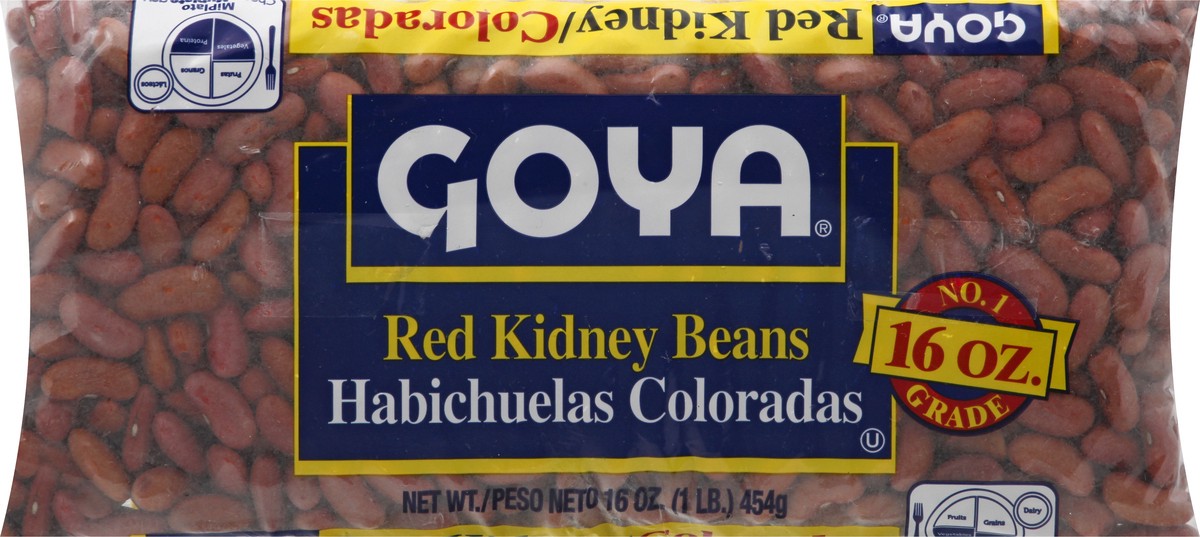 MiPlato
Vegetales
Proteína
Frutas
Granos
Lácteos
GOYA®
Red Kidney/Coloradas
GOYA®
Red Kidney Beans
Habichuelas Coloradas
U
NO. 1
16 OZ.
GRADE
NET WT./PESO NETO 16 OZ. (1 LB.) 454g
Fruits
Grains
Dairy